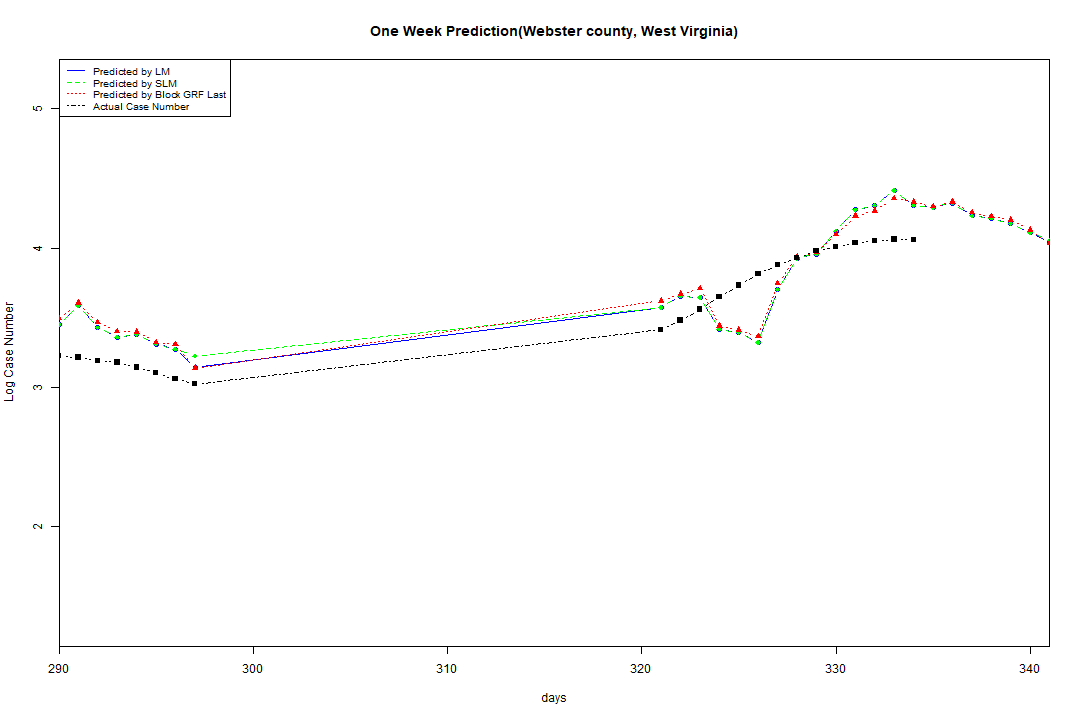 One Week Prediction(Webster county, West Virginia)
Predicted by LM
Predicted by SLM
Predicted by Block GRF Last
Actual Case Number
5
4
3
2
Log Case Number
290 300 310 320 330 340
days